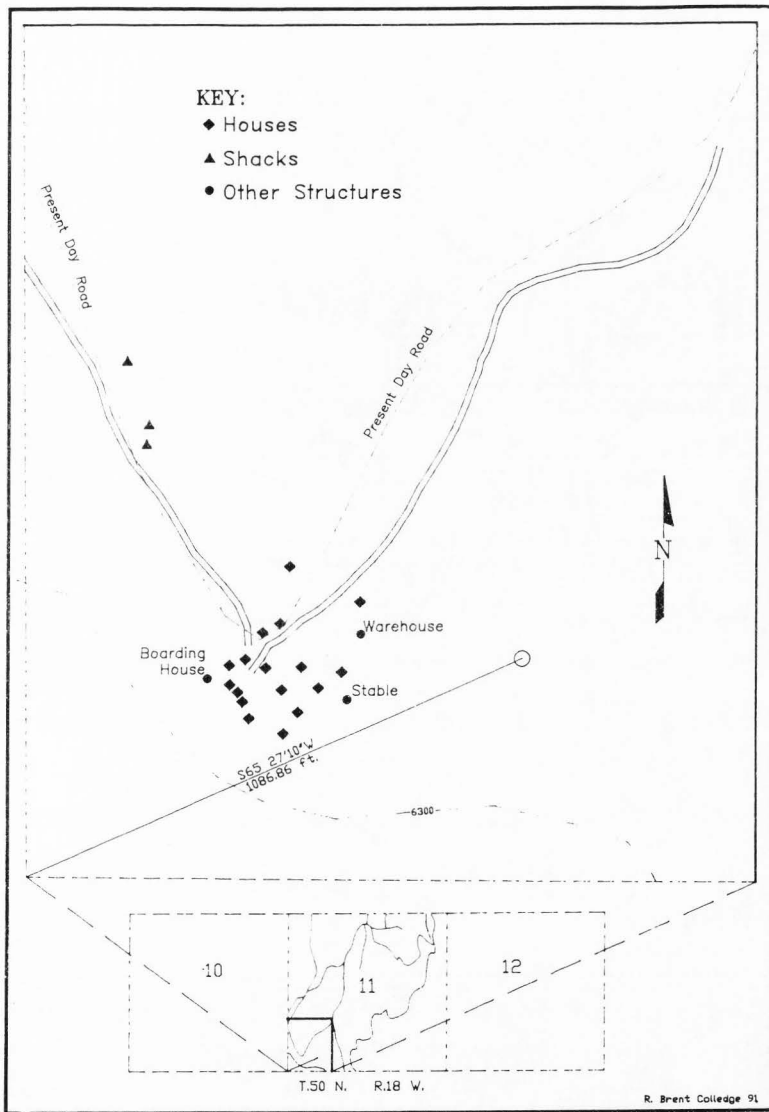 KEY:
Houses
Shacks
Other Structures
Present Day Road
Present Day Road
N
Warehouse
Boarding
House
Stable
S65 27'10"W
1086.86 ft.
6300
10
11
12
T.50 N. R.18 W.
R. Brent Colledge 91